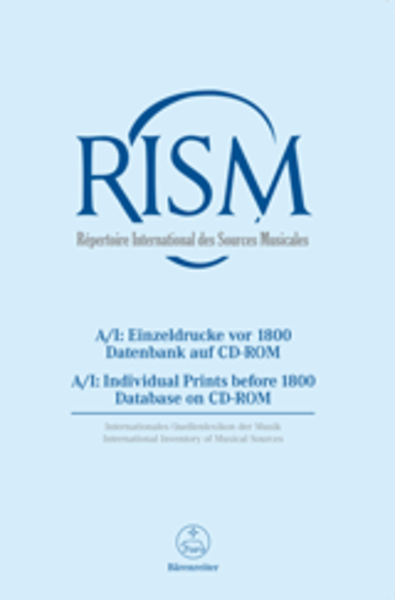 RISM
Répertoire International des Sources Musicales
A/I: Einzeldrucke vor 1800
Datenbank auf CD-ROM
A/I: Individual Prints before 1800
Database on CD-ROM
Internationales Quellenlexikon der Musik
International Inventory of Musical Sources
Bärenreiter